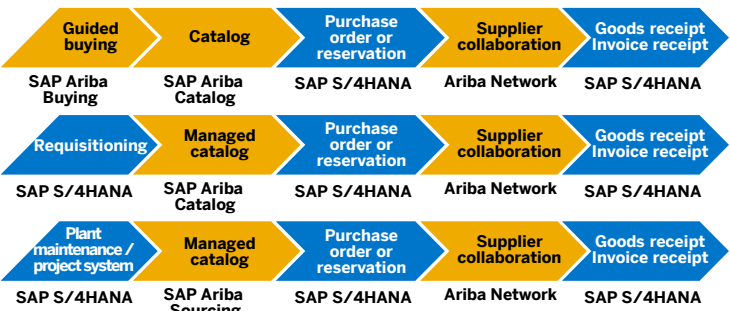 Guided
buying
Catalog
Purchase
order or
reservation
Supplier
collaboration
Goods receipt
Invoice receipt
SAP Ariba
Buying
SAP Ariba
Catalog
SAP S/4HANA
Ariba Network
SAP S/4HANA
Requisitioning
Managed
catalog
Purchase
order or
reservation
Supplier
collaboration
Goods receipt
Invoice receipt
SAP S/4HANA
SAP Ariba
Catalog
SAP S/4HANA
Ariba Network
SAP S/4HANA
Plant
maintenance /
project system
Managed
catalog
Purchase
order or
reservation
Supplier
collaboration
Goods receipt
Invoice receipt
SAP S/4HANA
SAP Ariba
Sourcing
SAP S/4HANA
Ariba Network
SAP S/4HANA